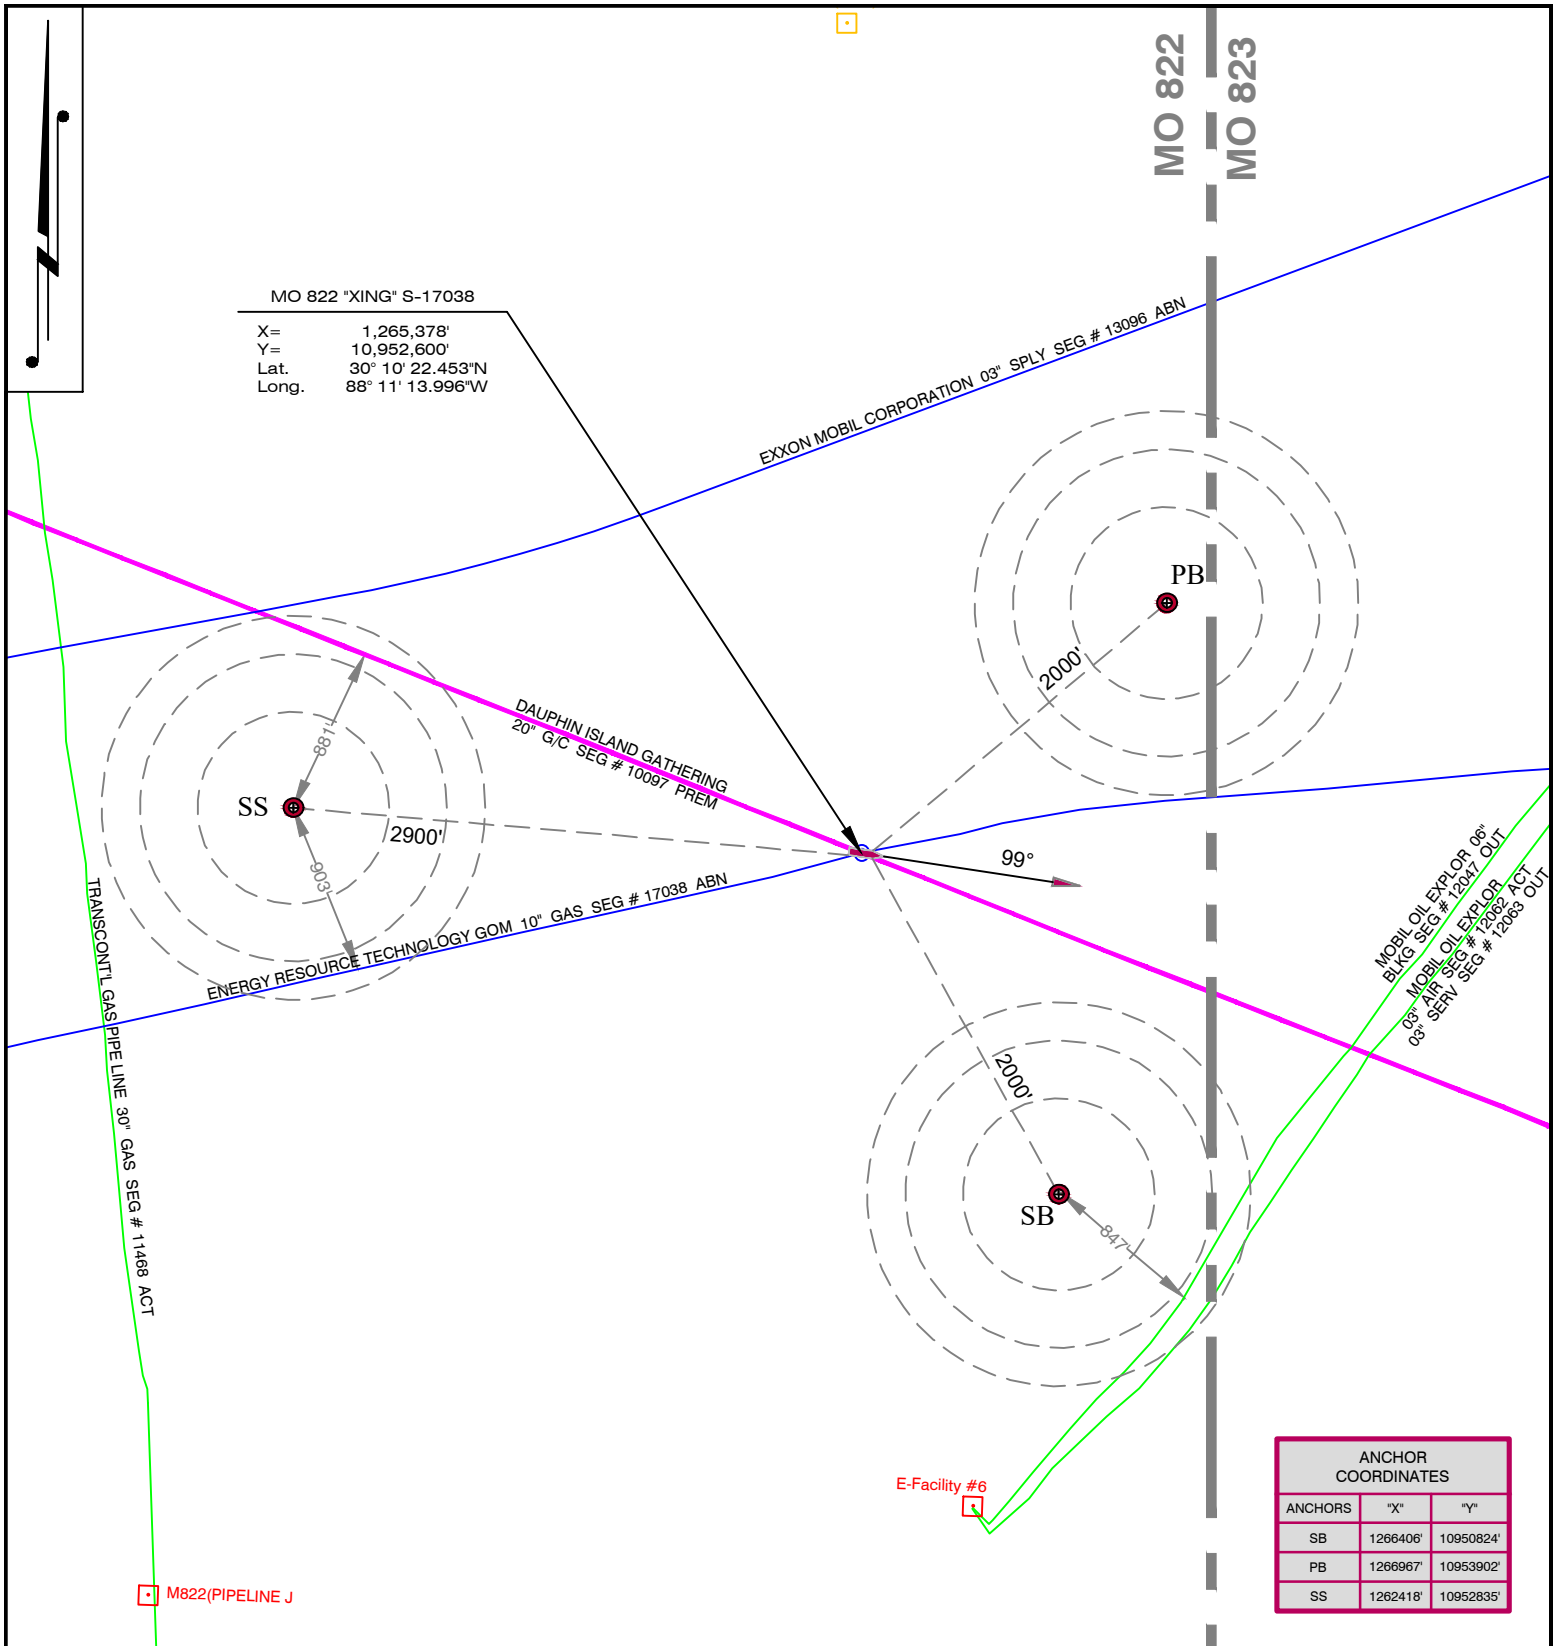 MO 822
MO 823
MO 822 "XING" S-17038
X= 1,265,378'
Y= 10,952,600'
Lat. 30° 10' 22.453"N
Long. 88° 11' 13.996"W
EXXON MOBIL CORPORATION 03" SPLY SEG # 13096 ABN
PB
2000'
DAUPHIN ISLAND GATHERING
20" G/C SEG # 10097 PREM
881'
SS
2900'
903'
99°
ENERGY RESOURCE TECHNOLOGY GOM 10" GAS SEG # 17038 ABN
TRANSCONT'L GAS PIPE LINE 30" GAS SEG # 11468 ACT
MOBIL OIL EXPLOR 06"
BLKG SEG # 12047 OUT
MOBIL OIL EXPLOR
03" AIR SEG # 12062 ACT
03" SERV SEG # 12063 OUT
2000'
SB
847'
E-Facility #6
M822(PIPELINE J
ANCHOR
COORDINATES
ANCHORS "X" "Y"
SB 1266406' 10950824'
PB 1266967' 10953902'
SS 1262418' 10952835'